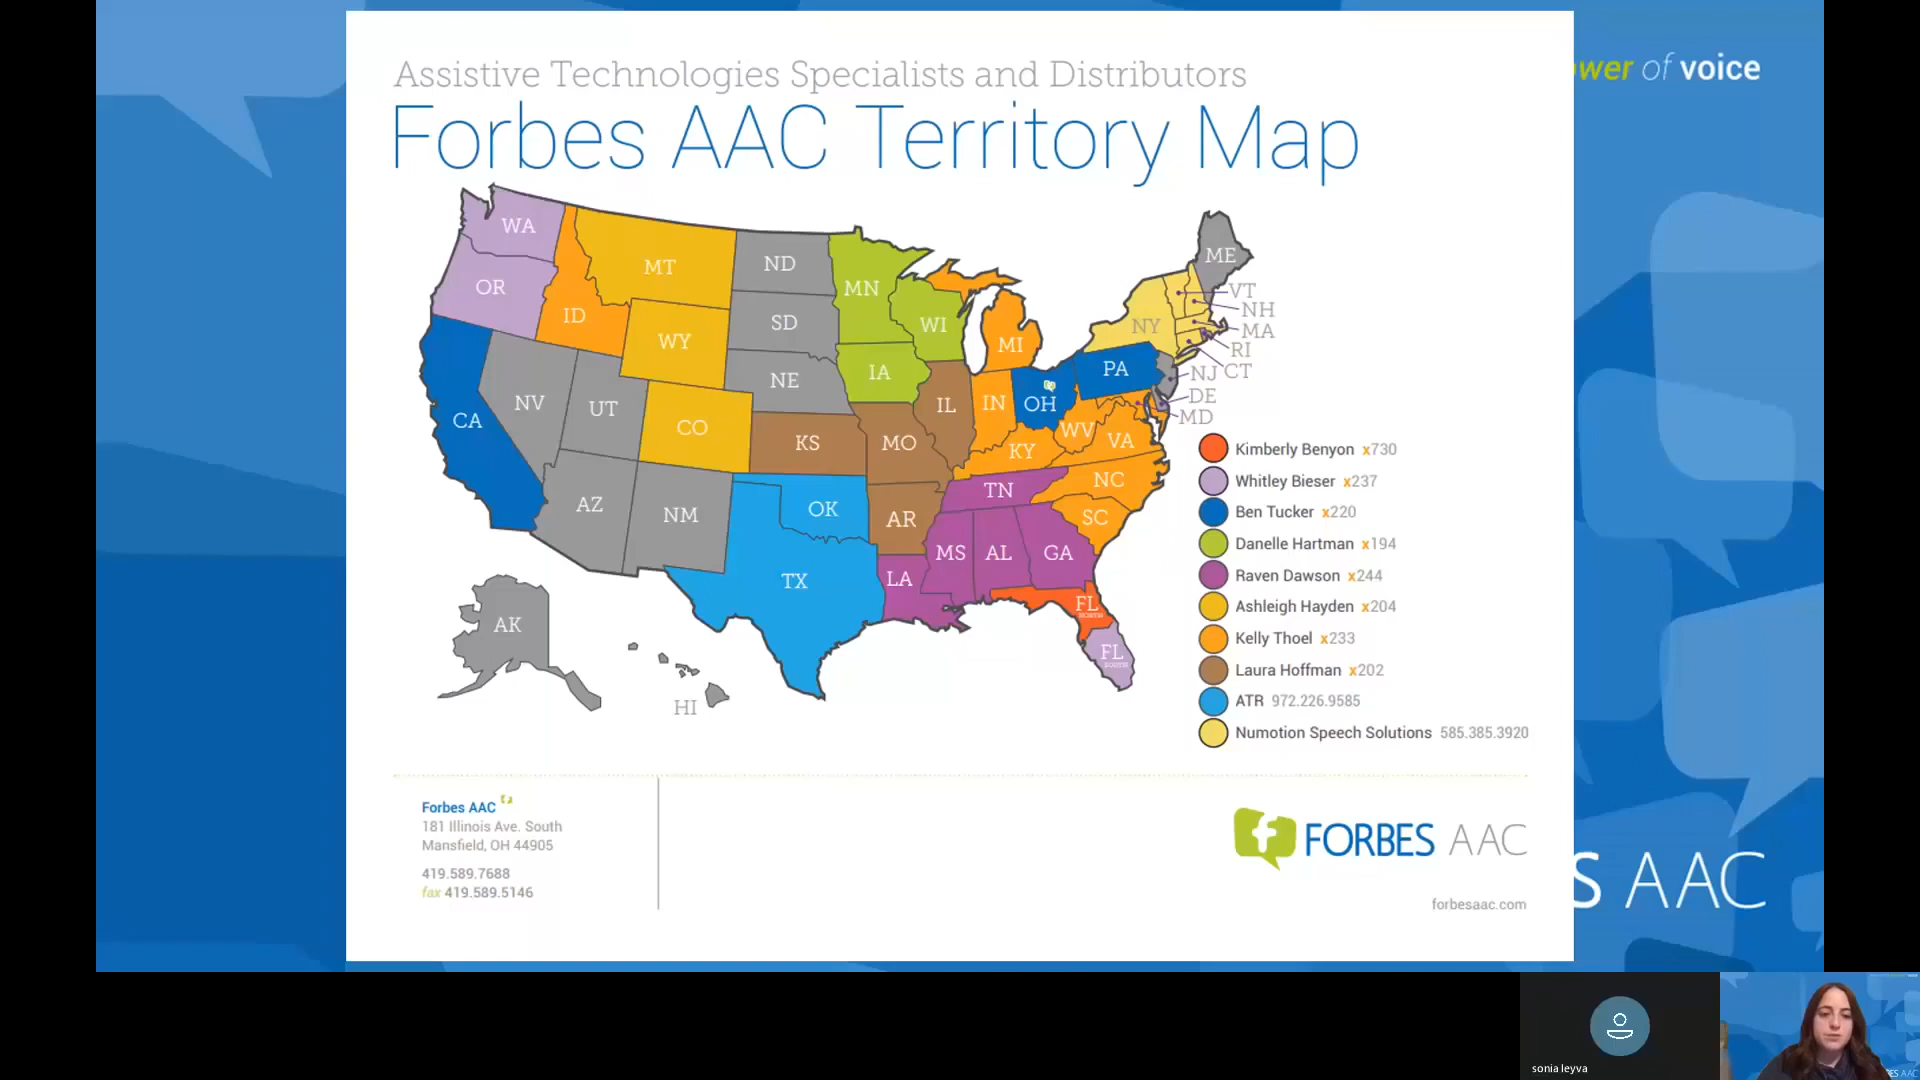 ower of voice
Assistive Technologies Specialists and Distributors
Forbes AAC Territory Map
WA
OR
CA
ID
MT
WY
NV
UT
CO
AZ
NM
ND
SD
NE
KS
OK
TX
MN
IA
MO
AR
LA
WI
IL
MI
IN
OH
KY
TN
MS
AL
GA
WV
VA
NC
SC
FL
NORTH
FL
SOUTH
PA
NY
ME
VT
NH
MA
RI
CT
NJ
DE
MD
AK
HI
Kimberly Benyon x730
Whitley Bieser x237
Ben Tucker x220
Danelle Hartman x194
Raven Dawson x244
Ashleigh Hayden x204
Kelly Thoel x233
Laura Hoffman x202
ATR 972.226.9585
Numotion Speech Solutions 585.385.3920
Forbes AAC
181 Illinois Ave. South
Mansfield, OH 44905
419.589.7688
fax 419.589.5146
f FORBES AAC
forbesaac.com
S AAC
sonia leyva
ES AAC